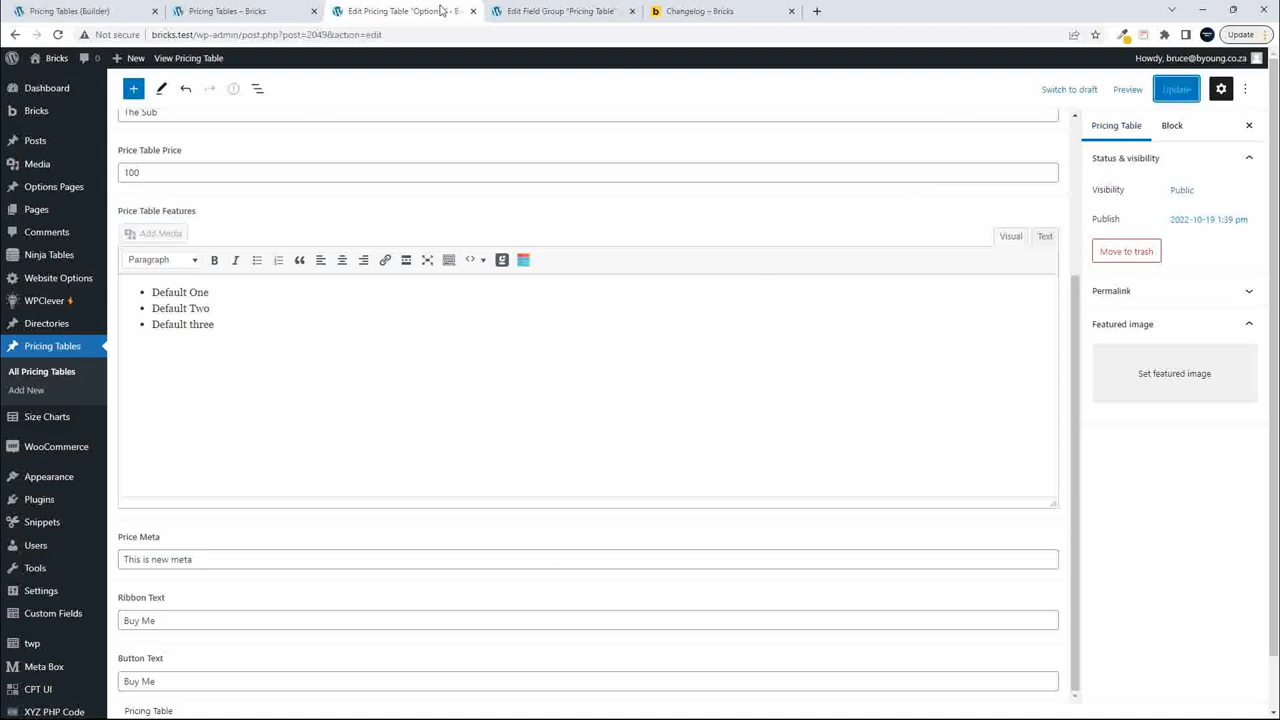 Pricing Tables (Builder)
Pricing Tables – Bricks
Edit Pricing Table "Option
Edit Field Group "Pricing Table"
b
Changelog – Bricks
Not secure
bricks.test/wp-admin/post.php?post=2049&action=edit
Update
Bricks
0
New
View Pricing Table
Howdy, bruce@byoung.co.za
Dashboard
Bricks
Posts
Media
Options Pages
Pages
Comments
Ninja Tables
Website Options
WPClever
Directories
Pricing Tables
All Pricing Tables
Add New
Size Charts
WooCommerce
Appearance
Plugins
Snippets
Users
Tools
Settings
Custom Fields
twp
Meta Box
CPT UI
XYZ PHP Code
Switch to draft
Preview
Update
The Sub
Price Table Price
100
Price Table Features
Add Media
Visual
Text
Paragraph
B
I
Default One
Default Two
Default three
Price Meta
This is new meta
Ribbon Text
Buy Me
Button Text
Buy Me
Pricing Table
Pricing Table
Block
Status & visibility
Visibility
Public
Publish
2022-10-19 1:39 pm
Move to trash
Permalink
Featured image
Set featured image